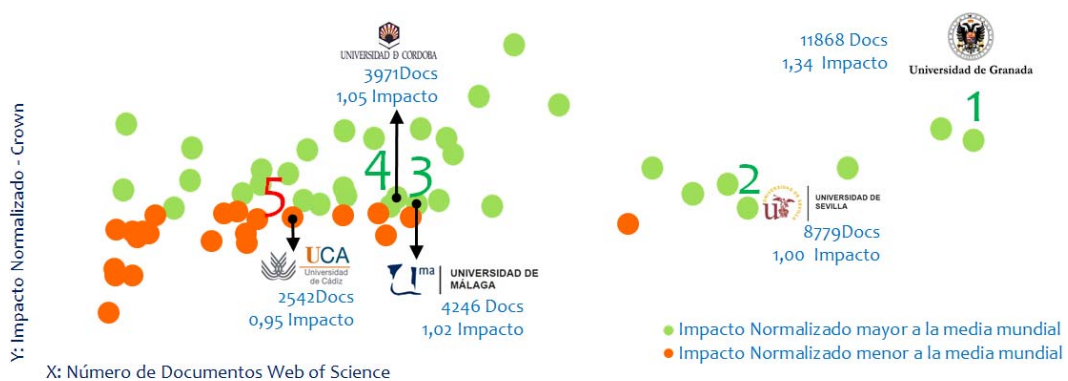 UNIVERSIDAD Ð CORDOBA
3971Docs
1,05 Impacto
11868 Docs
1,34 Impacto
Universidad de Granada
1
4
3
5
2
UNIVERSIDAD DE SEVILLA
UNIVERSIDAD DE
SEVILLA
8779Docs
1,00 Impacto
UCA
Universidad
de Cádiz
2542Docs
0,95 Impacto
uma
UNIVERSIDAD DE
MÁLAGA
4246 Docs
1,02 Impacto
Impacto Normalizado mayor a la media mundial
Impacto Normalizado menor a la media mundial
Y: Impacto Normalizado - Crown
X: Número de Documentos Web of Science